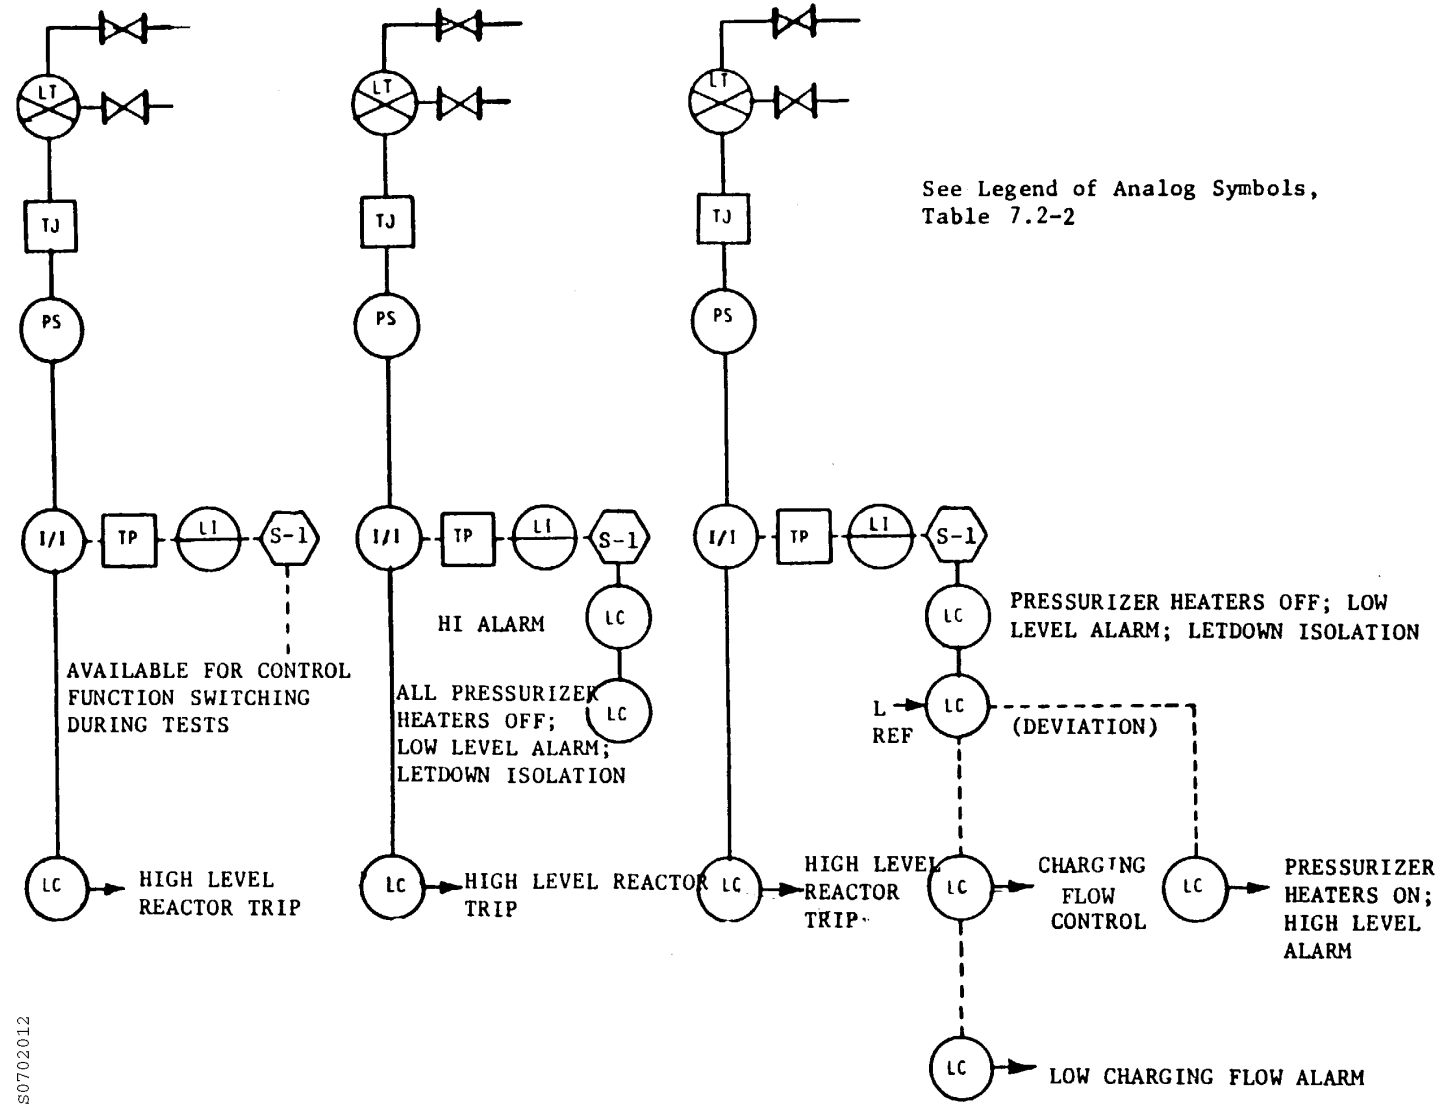 LT
LT
LT
See Legend of Analog Symbols,
Table 7.2-2
TJ
TJ
TJ
PS
PS
PS
I/I
TP
LI
S-1
I/I
TP
LI
S-1
I/I
TP
LI
S-1
AVAILABLE FOR CONTROL
FUNCTION SWITCHING
DURING TESTS
HI ALARM
LC
ALL PRESSURIZER
HEATERS OFF;
LOW LEVEL ALARM;
LETDOWN ISOLATION
LC
LC
PRESSURIZER HEATERS OFF; LOW
LEVEL ALARM; LETDOWN ISOLATION
L
REF
LC
(DEVIATION)
LC
HIGH LEVEL
REACTOR TRIP
LC
HIGH LEVEL REACTOR
TRIP
LC
HIGH LEVEL
REACTOR
TRIP
LC
CHARGING
FLOW
CONTROL
LC
PRESSURIZER
HEATERS ON;
HIGH LEVEL
ALARM
LC
LOW CHARGING FLOW ALARM
S0702012